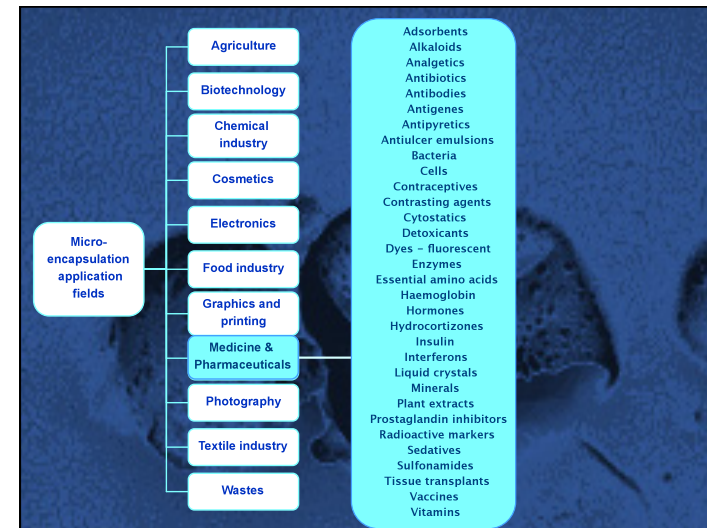 Micro-
encapsulation
application
fields
Agriculture
Biotechnology
Chemical
industry
Cosmetics
Electronics
Food industry
Graphics and
printing
Medicine &
Pharmaceuticals
Photography
Textile industry
Wastes
Adsorbents
Alkaloids
Analgetics
Antibiotics
Antibodies
Antigenes
Antipyretics
Antiulcer emulsions
Bacteria
Cells
Contraceptives
Contrasting agents
Cytostatics
Detoxicants
Dyes – fluorescent
Enzymes
Essential amino acids
Haemoglobin
Hormones
Hydrocortizones
Insulin
Interferons
Liquid crystals
Minerals
Plant extracts
Prostaglandin inhibitors
Radioactive markers
Sedatives
Sulfonamides
Tissue transplants
Vaccines
Vitamins